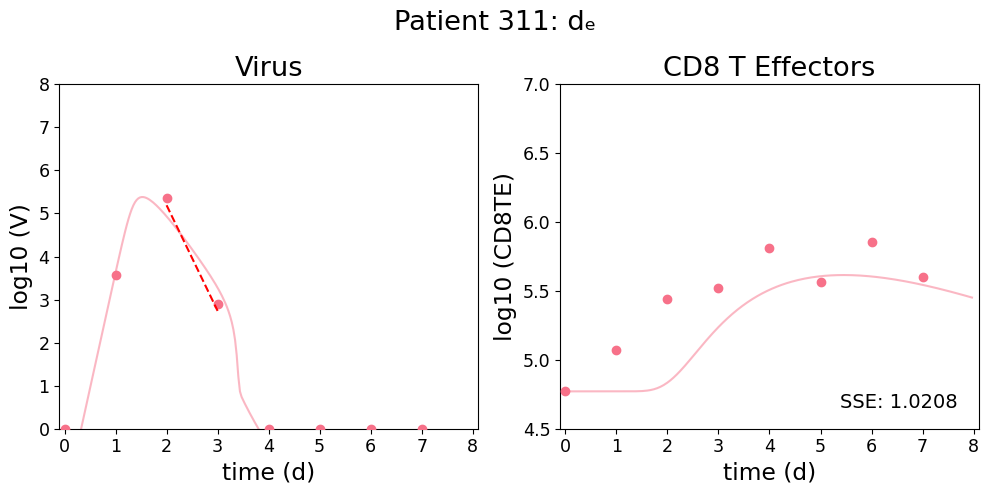 Patient 311: dₑ
Virus
CD8 T Effectors
8
7
6
5
4
3
2
1
0
log10 (V)
0 1 2 3 4 5 6 7 8
time (d)
7.0
6.5
6.0
5.5
5.0
4.5
log10 (CD8TE)
SSE: 1.0208
0 1 2 3 4 5 6 7 8
time (d)